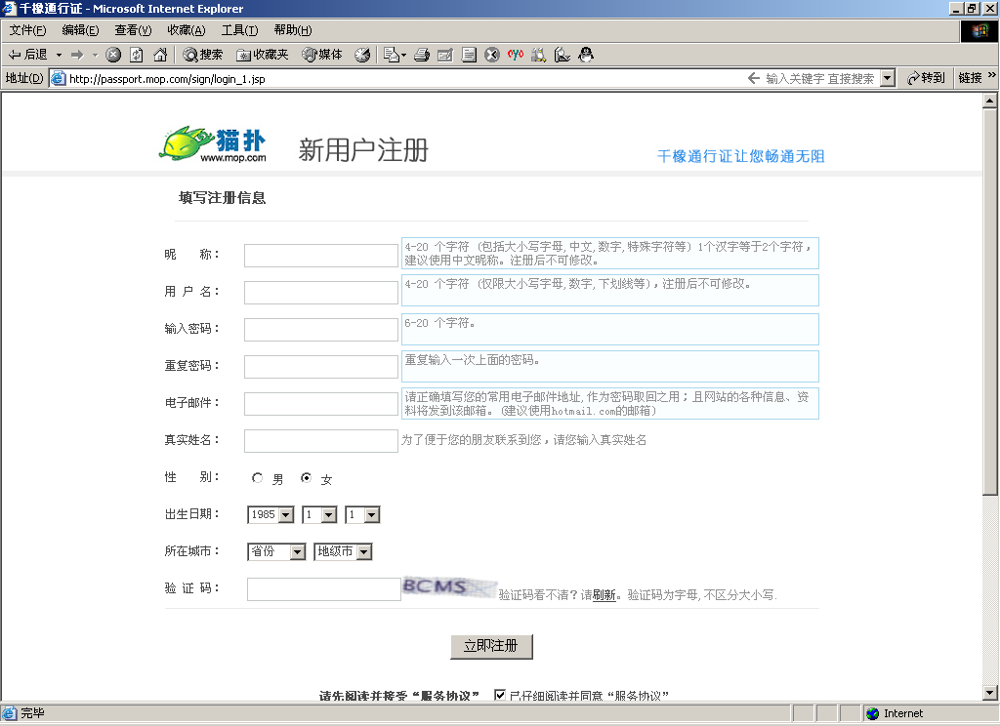 千橡通行证 - Microsoft Internet Explorer
文件(F) 编辑(E) 查看(V) 收藏(A) 工具(T) 帮助(H)
后退 搜索 收藏夹 媒体
地址(D) http://passport.mop.com/sign/login_1.jsp 输入关键字 直接搜索 转到 链接 »
猫扑
www.mop.com
新用户注册
千橡通行证让您畅通无阻
填写注册信息
昵 称： 4-20 个字符 (包括大小写字母,中文,数字,特殊字符等) 1个汉字等于2个字符，
建议使用中文昵称。注册后不可修改。
用 户 名： 4-20 个字符 (仅限大小写字母,数字,下划线等)，注册后不可修改。
输入密码： 6-20 个字符。
重复密码： 重复输入一次上面的密码。
电子邮件： 请正确填写您的常用电子邮件地址,作为密码取回之用；且网站的各种信息、资
料将发到该邮箱。(建议使用hotmail.com的邮箱)
真实姓名： 为了便于您的朋友联系到您，请您输入真实姓名
性 别： 男 女
出生日期： 1985 1 1
所在城市： 省份 地级市
验 证 码： BCMS 验证码看不清？请刷新。验证码为字母,不区分大小写.
立即注册
请先阅读并接受“服务协议” 已仔细阅读并同意“服务协议”
完毕 Internet